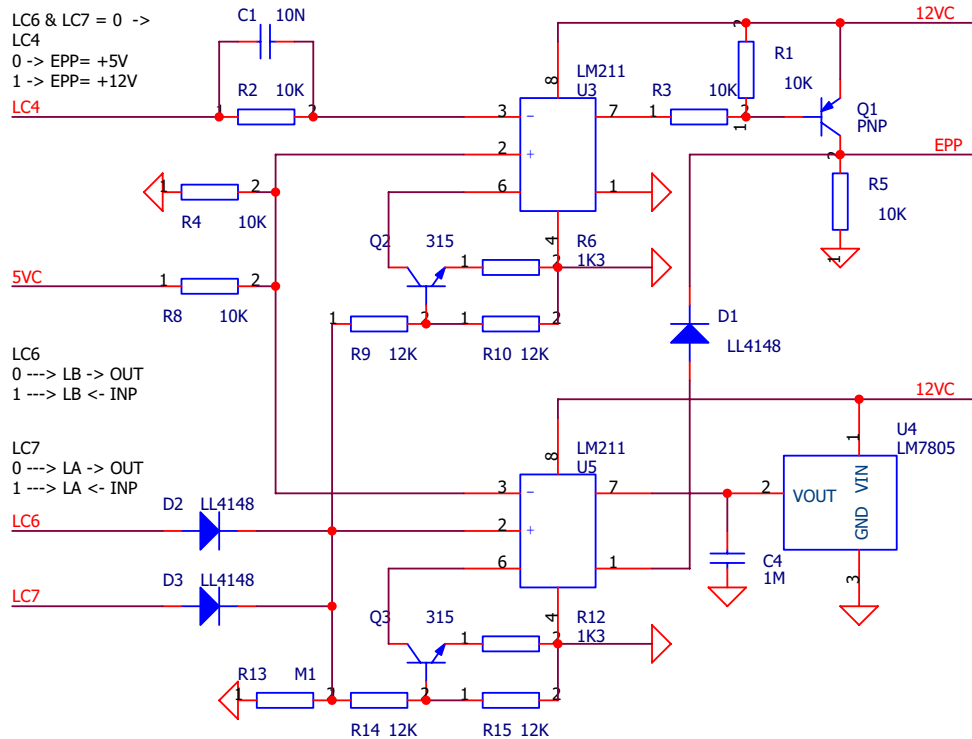 LC6 & LC7 = 0 ->
LC4
0 -> EPP= +5V
1 -> EPP= +12V
LC4
C1 10N
R2 10K
1 2
LM211
U3
8
3 -
2 +
6
7
1
4
12VC
R1
10K
2
1
R3 10K
1 2
Q1
PNP
EPP
R5
10K
2
1
1 2
R4 10K
5VC
1 2
R8 10K
Q2 315
1 2
R6
1K3
1 2
R9 12K
1 2
R10 12K
D1
LL4148
LC6
0 ---> LB -> OUT
1 ---> LB <- INP
LC7
0 ---> LA -> OUT
1 ---> LA <- INP
12VC
LM211
U5
8
3 -
2 +
6
7
1
4
U4
LM7805
1
2
3
VOUT
GND VIN
C4
1M
LC6
D2 LL4148
LC7
D3 LL4148
Q3 315
1 2
R12
1K3
R13 M1
1 2
R14 12K
1 2
R15 12K